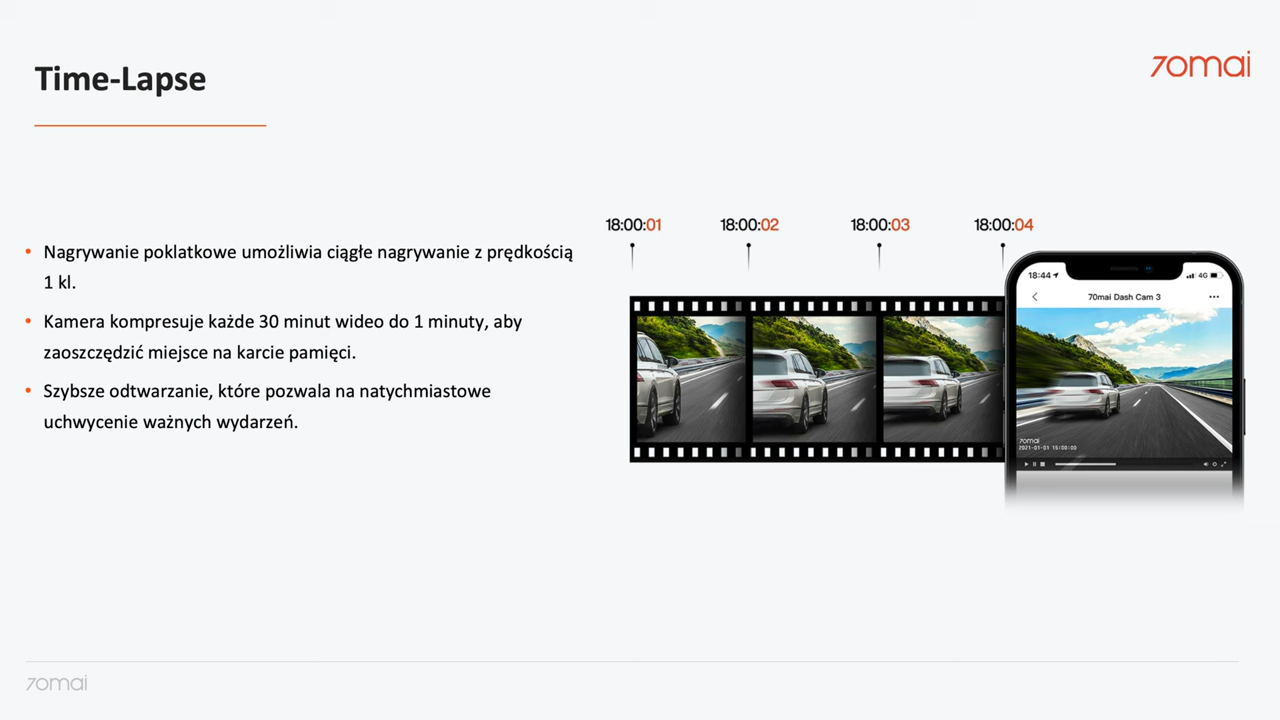 Time-Lapse
70mai
• Nagrywanie poklatkowe umożliwia ciągłe nagrywanie z prędkością
1 kl.
• Kamera kompresuje każde 30 minut wideo do 1 minuty, aby
zaoszczędzić miejsce na karcie pamięci.
• Szybsze odtwarzanie, które pozwala na natychmiastowe
uchwycenie ważnych wydarzeń.
18:00:01 18:00:02 18:00:03 18:00:04
18:44 4G
70mai Dash Cam 3
70mai
2021-01-01 15:00:00
70mai